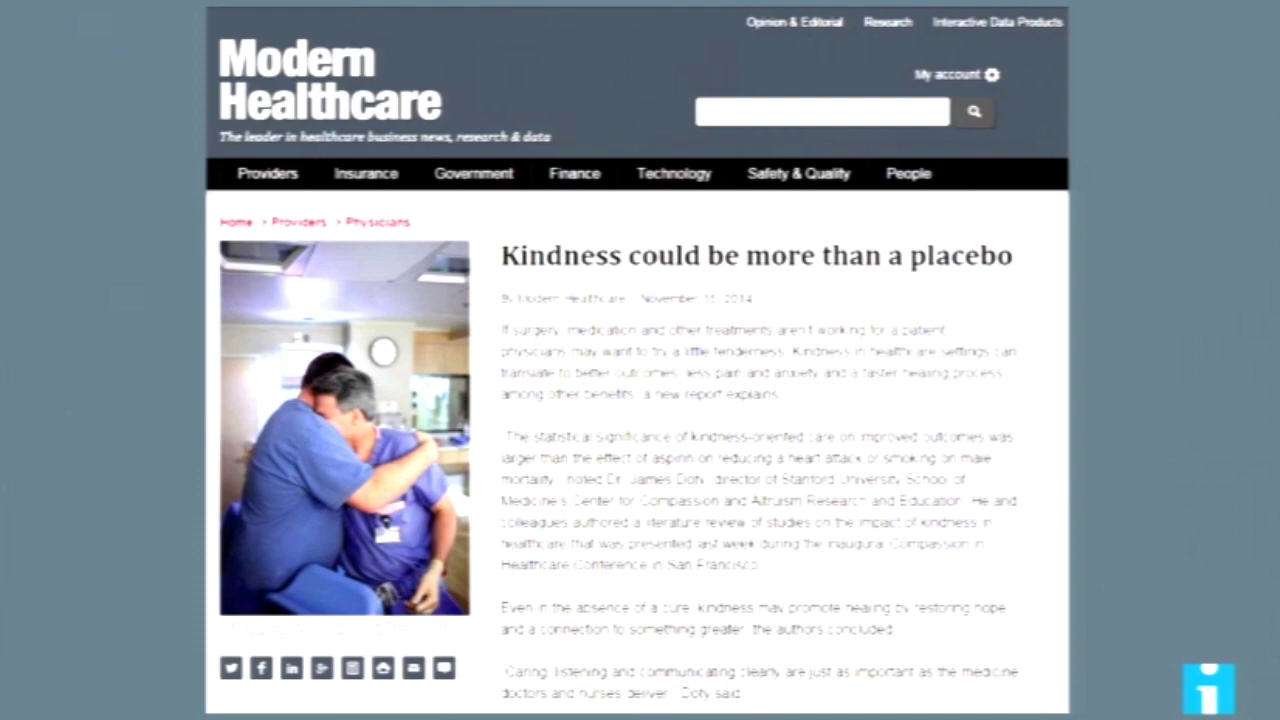 Opinion & Editorial Research Interactive Data Products
Modern
Healthcare
My account
The leader in healthcare business news, research & data
Providers Insurance Government Finance Technology Safety & Quality People
Home > Providers > Physicians
Kindness could be more than a placebo
By Modern Healthcare November 15, 2014
If surgery, medication and other treatments aren't working for a patient,
physicians may want to try a little tenderness. Kindness in healthcare settings can
translate to better outcomes, less pain and anxiety and a faster healing process,
among other benefits, a new report explains.
"The statistical significance of kindness-oriented care on improved outcomes was
larger than the effect of aspirin on reducing a heart attack or smoking on male
mortality," noted Dr. James Doty, director of Stanford University School of
Medicine's Center for Compassion and Altruism Research and Education. He and
colleagues authored a literature review of studies on the impact of kindness in
healthcare that was presented last week during the inaugural Compassion in
Healthcare Conference in San Francisco.
Even in the absence of a cure, kindness may promote healing by restoring hope
and a connection to something greater, the authors concluded.
"Caring, listening and communicating clearly are just as important as the medicine
doctors and nurses deliver," Doty said.
i